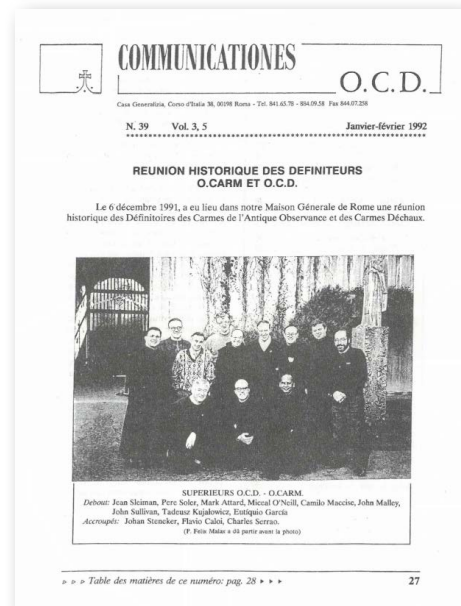 COMMUNICATIONES
O.C.D.
Casa Generalizia, Corso d'Italia 38, 00198 Roma - Tel. 841.63.78 - 884.09.58 Fax 844.07.258
N. 39 Vol. 3, 5 Janvier-février 1992
REUNION HISTORIQUE DES DEFINITEURS
O.CARM ET O.C.D.
Le 6 décembre 1991, a eu lieu dans notre Maison Génerale de Rome une réunion
historique des Définitoires des Carmes de l'Antique Observance et des Carmes Déchaux.
SUPERIEURS O.C.D. - O.CARM.
Debout: Jean Sleiman, Pere Soler, Mark Attard, Miceal O'Neill, Camilo Maccise, John Malley,
John Sullivan, Tadeusz Kujalowicz, Eutiquio García
Accroupés: Johan Staneker, Flavio Caloi, Charles Serrao.
(P. Felix Malax a dû partir avant la photo)
▹ ▹ ▹ Table des matières de ce numéro: pag. 28 ▸ ▸ ▸ 27